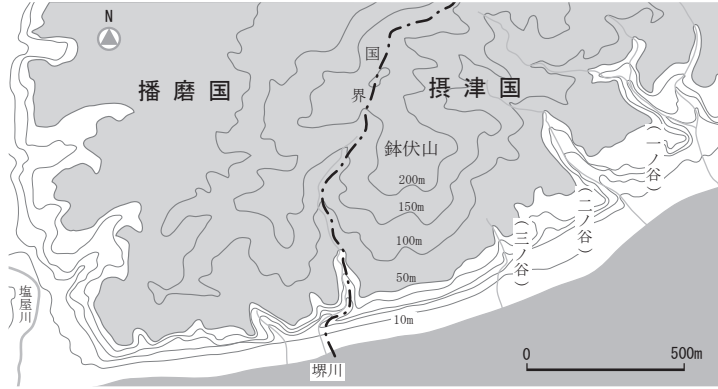 N
播磨国
国界
摂津国
鉢伏山
200m
150m
100m
50m
10m
(一ノ谷)
(二ノ谷)
(三ノ谷)
塩屋川
堺川
0 500m